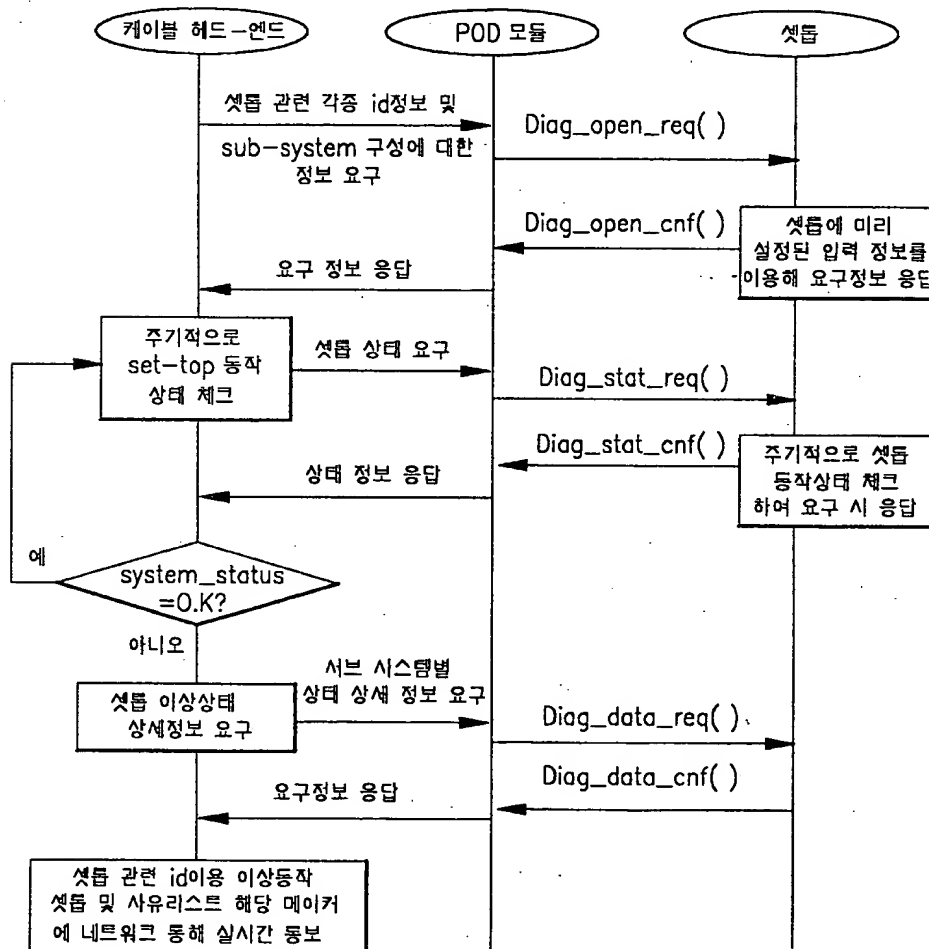 케이블 헤드-엔드
POD 모듈
셋톱
셋톱 관련 각종 id정보 및
sub-system 구성에 대한
정보 요구
Diag_open_req( )
Diag_open_cnf( )
셋톱에 미리
설정된 입력 정보를
이용해 요구정보 응답
요구 정보 응답
주기적으로
set-top 동작
상태 체크
셋톱 상태 요구
Diag_stat_req( )
Diag_stat_cnf( )
주기적으로 셋톱
동작상태 체크
하여 요구 시 응답
상태 정보 응답
예
system_status
=O.K?
아니오
셋톱 이상상태
상세정보 요구
서브 시스템별
상태 상세 정보 요구
Diag_data_req( )
Diag_data_cnf( )
요구정보 응답
셋톱 관련 id이용 이상동작
셋톱 및 사유리스트 해당 메이커
에 네트워크 통해 실시간 통보